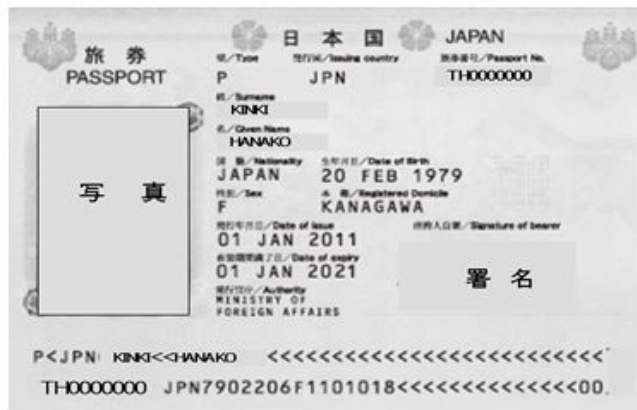 日本国 JAPAN
旅券
PASSPORT
型/Type 発行国/Issuing country 旅券番号/Passport No.
P JPN TH0000000
姓/Surname
KINKI
名/Given Name
HANAKO
国籍/Nationality 生年月日/Date of Birth
JAPAN 20 FEB 1979
性別/Sex 本籍/Registered Domicile
F KANAGAWA
発行年月日/Date of issue 所持人自署/Signature of bearer
01 JAN 2011
有効期間満了日/Date of expiry
01 JAN 2021
発行官庁/Authority
MINISTRY OF
FOREIGN AFFAIRS
写真
署名
P<JPN KINKI<<HANAKO <<<<<<<<<<<<<<<<<<<<<<<<<<<
TH0000000 JPN7902206F1101018<<<<<<<<<<<<<<00